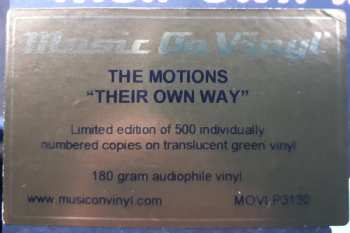 Music On Vinyl
THE MOTIONS
“THEIR OWN WAY”
Limited edition of 500 individually
numbered copies on translucent green vinyl
180 gram audiophile vinyl
www.musiconvinyl.com MOVLP3130